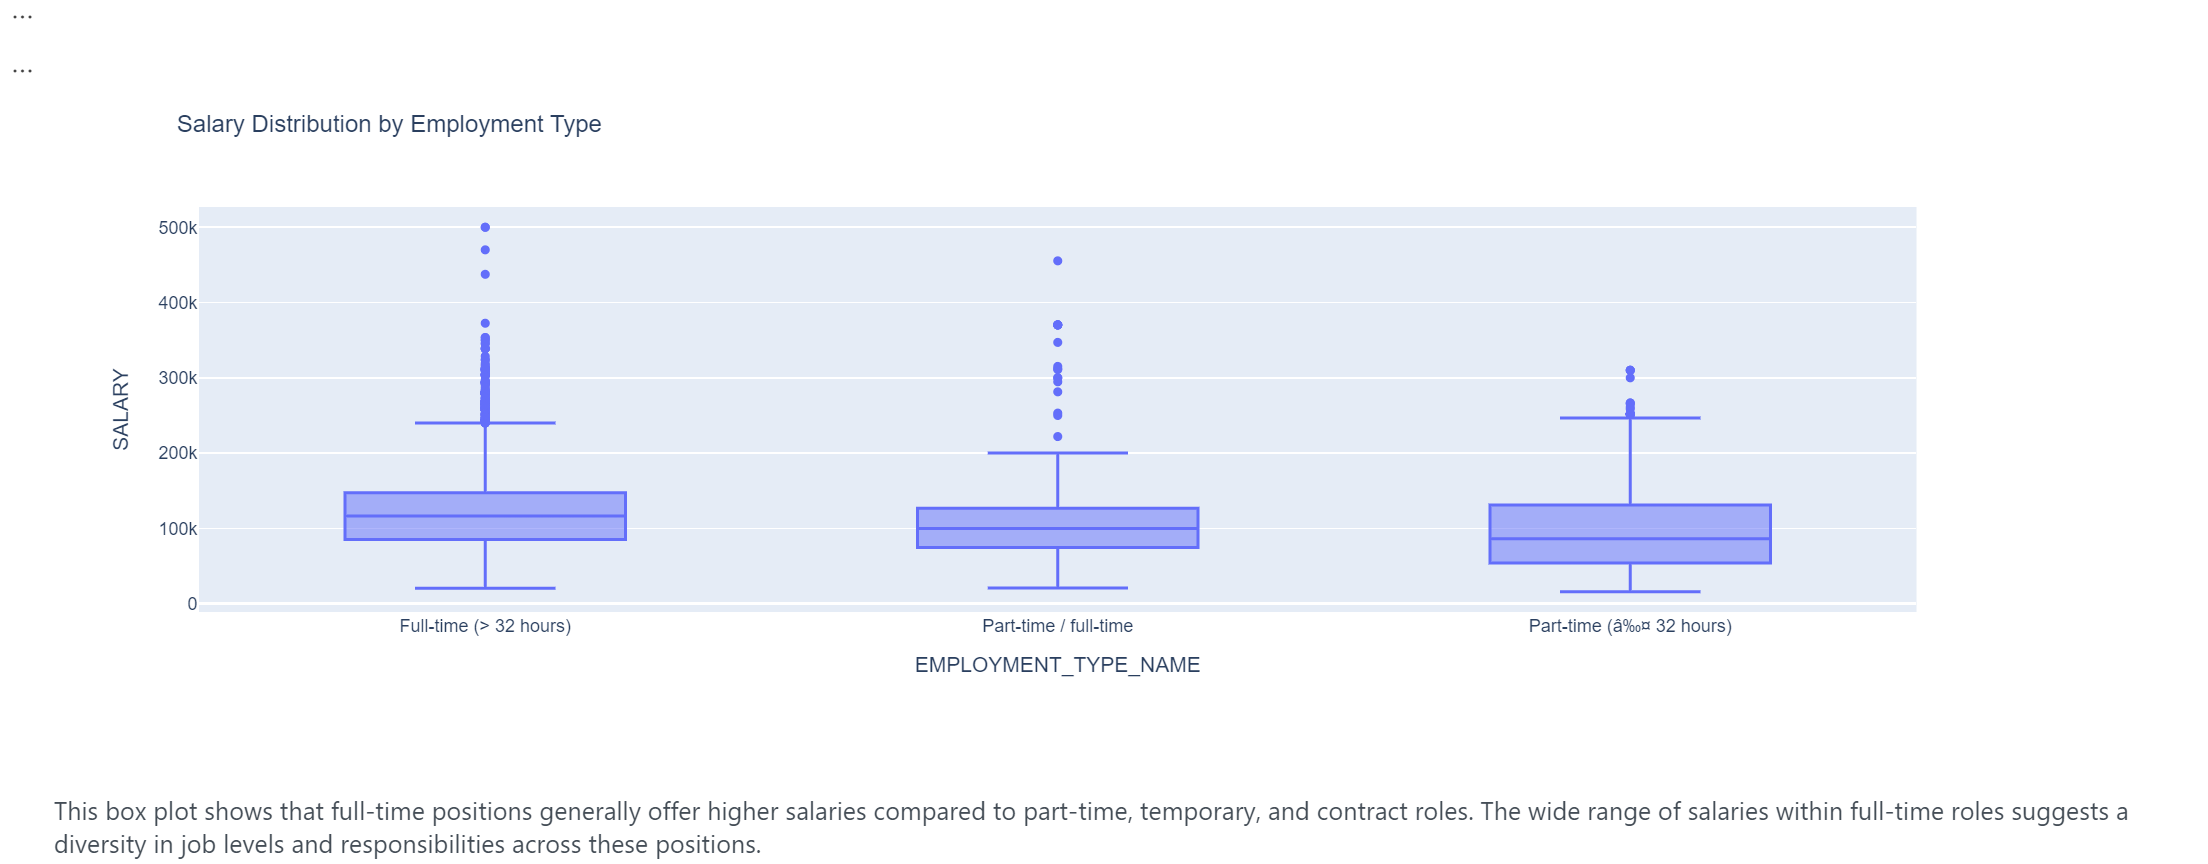 ...
...
Salary Distribution by Employment Type
500k
400k
300k
200k
100k
0
SALARY
Full-time (> 32 hours)
Part-time / full-time
Part-time (â‰¤ 32 hours)
EMPLOYMENT_TYPE_NAME
This box plot shows that full-time positions generally offer higher salaries compared to part-time, temporary, and contract roles. The wide range of salaries within full-time roles suggests a
diversity in job levels and responsibilities across these positions.